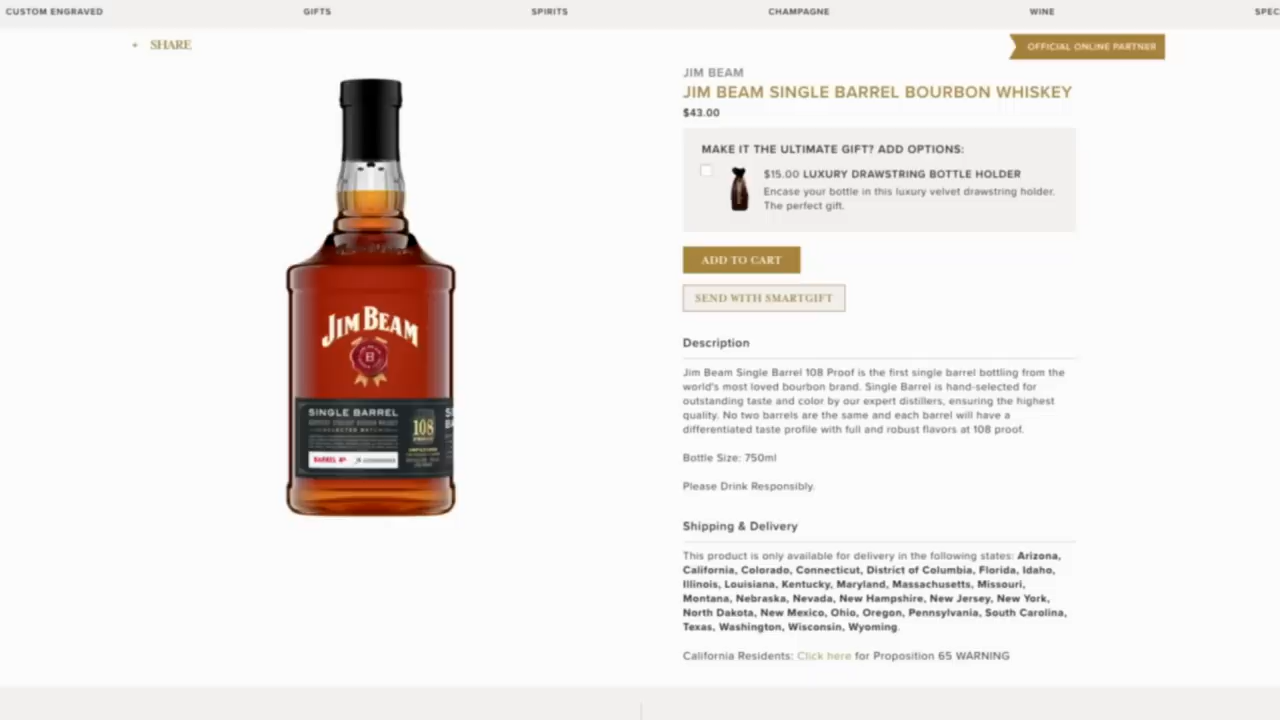 CUSTOM ENGRAVED GIFTS SPIRITS CHAMPAGNE WINE SPEC
SHARE
OFFICIAL ONLINE PARTNER
JIM BEAM
JIM BEAM SINGLE BARREL BOURBON WHISKEY
$43.00
MAKE IT THE ULTIMATE GIFT? ADD OPTIONS:
$15.00 LUXURY DRAWSTRING BOTTLE HOLDER
Encase your bottle in this luxury velvet drawstring holder.
The perfect gift.
ADD TO CART
SEND WITH SMARTGIFT
Description
Jim Beam Single Barrel 108 Proof is the first single barrel bottling from the
world's most loved bourbon brand. Single Barrel is hand-selected for
outstanding taste and color by our expert distillers, ensuring the highest
quality. No two barrels are the same and each barrel will have a
differentiated taste profile with full and robust flavors at 108 proof.
Bottle Size: 750ml
Please Drink Responsibly.
Shipping & Delivery
This product is only available for delivery in the following states: Arizona,
California, Colorado, Connecticut, District of Columbia, Florida, Idaho,
Illinois, Louisiana, Kentucky, Maryland, Massachusetts, Missouri,
Montana, Nebraska, Nevada, New Hampshire, New Jersey, New York,
North Dakota, New Mexico, Ohio, Oregon, Pennsylvania, South Carolina,
Texas, Washington, Wisconsin, Wyoming.
California Residents: Click here for Proposition 65 WARNING
JIM BEAM
B
SINGLE BARREL
108
BARREL Nº